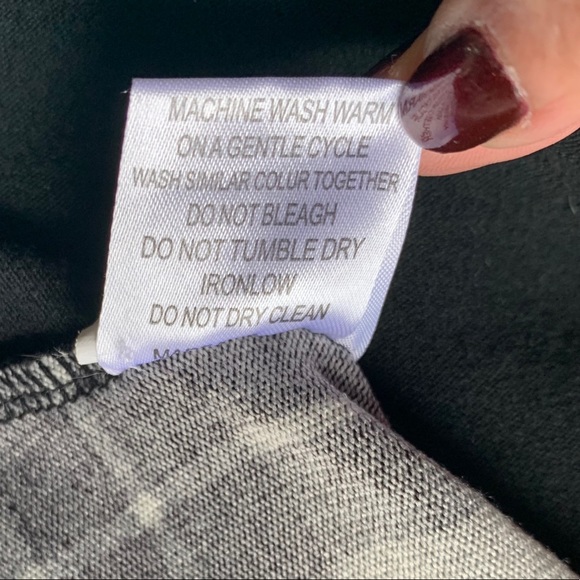 MACHINE WASH WARM
ON A GENTLE CYCLE
WASH SIMILAR COLUR TOGETHER
DO NOT BLEAGH
DO NOT TUMBLE DRY
IRONLOW
DO NOT DRY CLEAN